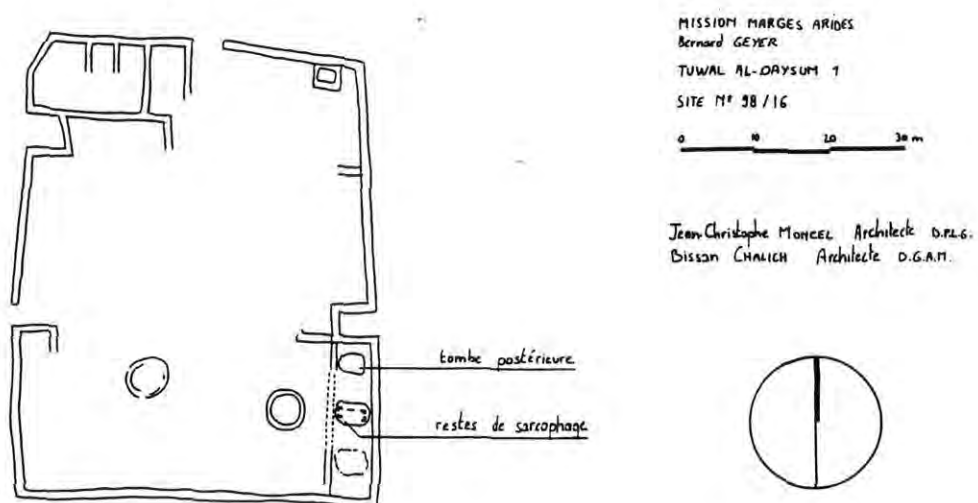 MISSION MARGES ARIDES
Bernard GEYER
TUWAL AL-DAYSUM 1
SITE Nº 98/16
0 10 20 30 m
Jean-Christophe MONCEL Architecte D.P.L.G.
Bissan CHALICH Architecte D.G.A.M.
tombe postérieure
restes de sarcophage